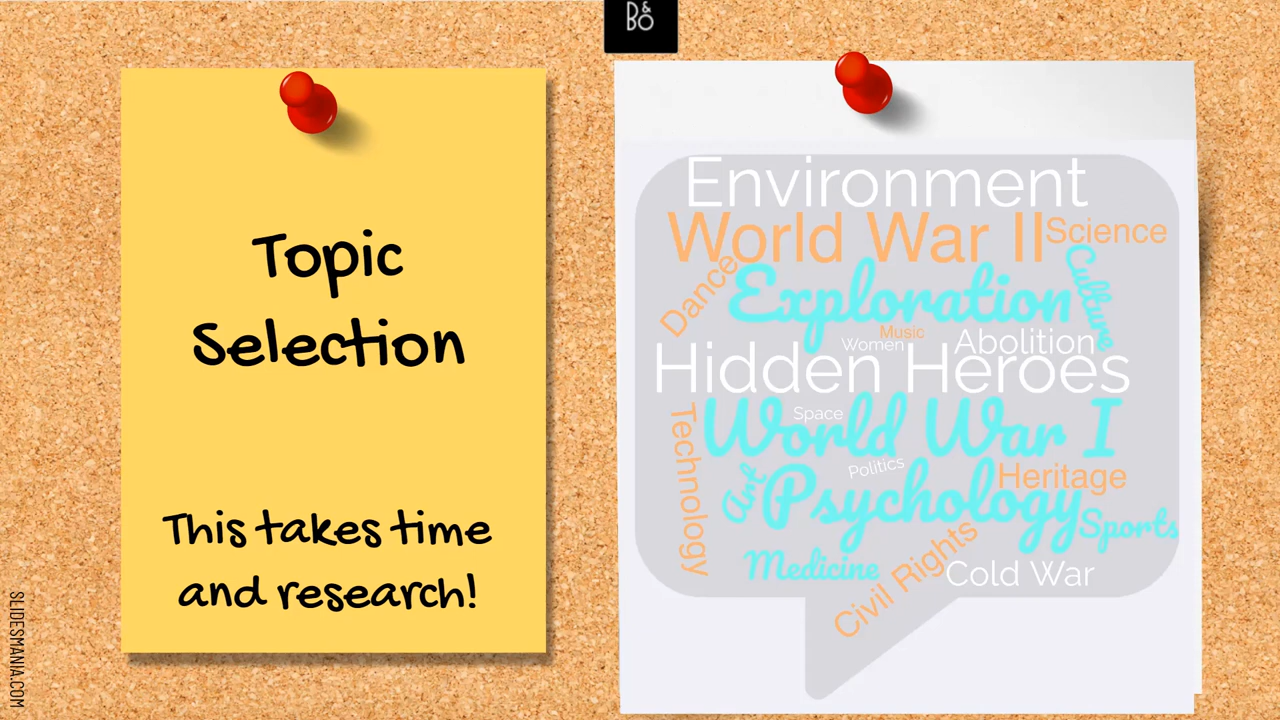 D&
BO
Topic
Selection
This takes time
and research!
Environment
World War II
Science
Dance
Exploration
Culture
Music
Women
Abolition
Hidden Heroes
Space
World War I
Technology
Politics
Heritage
Art
Psychology
Sports
Medicine
Civil Rights
Cold War
SLIDESMANIA.COM